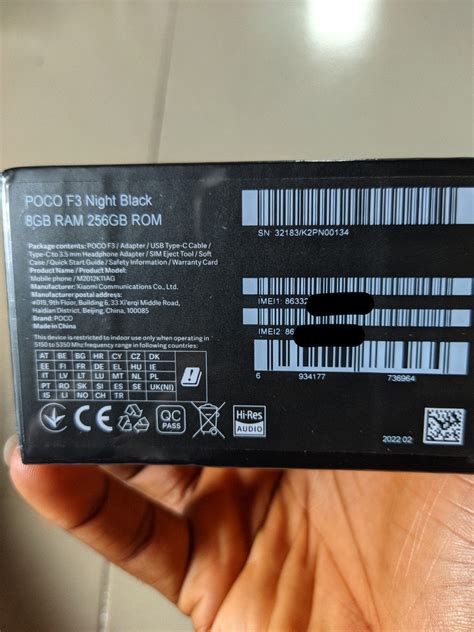 POCO F3 Night Black
8GB RAM 256GB ROM
Package contents: POCO F3 / Adapter / USB Type-C Cable /
Type-C to 3.5 mm Headphone Adapter / SIM Eject Tool / Soft
Case / Quick Start Guide / Safety Information / Warranty Card
Product Name / Product Model:
Mobile phone / M2012K11AG
Manufacturer: Xiaomi Communications Co., Ltd.
Manufacturer postal address:
#019, 9th Floor, Building 6, 33 Xi'erqi Middle Road,
Haidian District, Beijing, China, 100085
Brand: POCO
Made in China
This device is restricted to indoor use only when operating in
5150 to 5350 Mhz frequency range in following countries:
AT BE BG HR CY CZ DK
EE FI FR DE EL HU IE
IT LV LT LU MT NL PL
PT RO SK SI ES SE UK(NI)
IS LI NO CH TR
CE
QC
PASS
Hi-Res
AUDIO
SN: 32183/K2PN00134
IMEI1: 86332
IMEI2: 86
6 934177 736964
2022 02